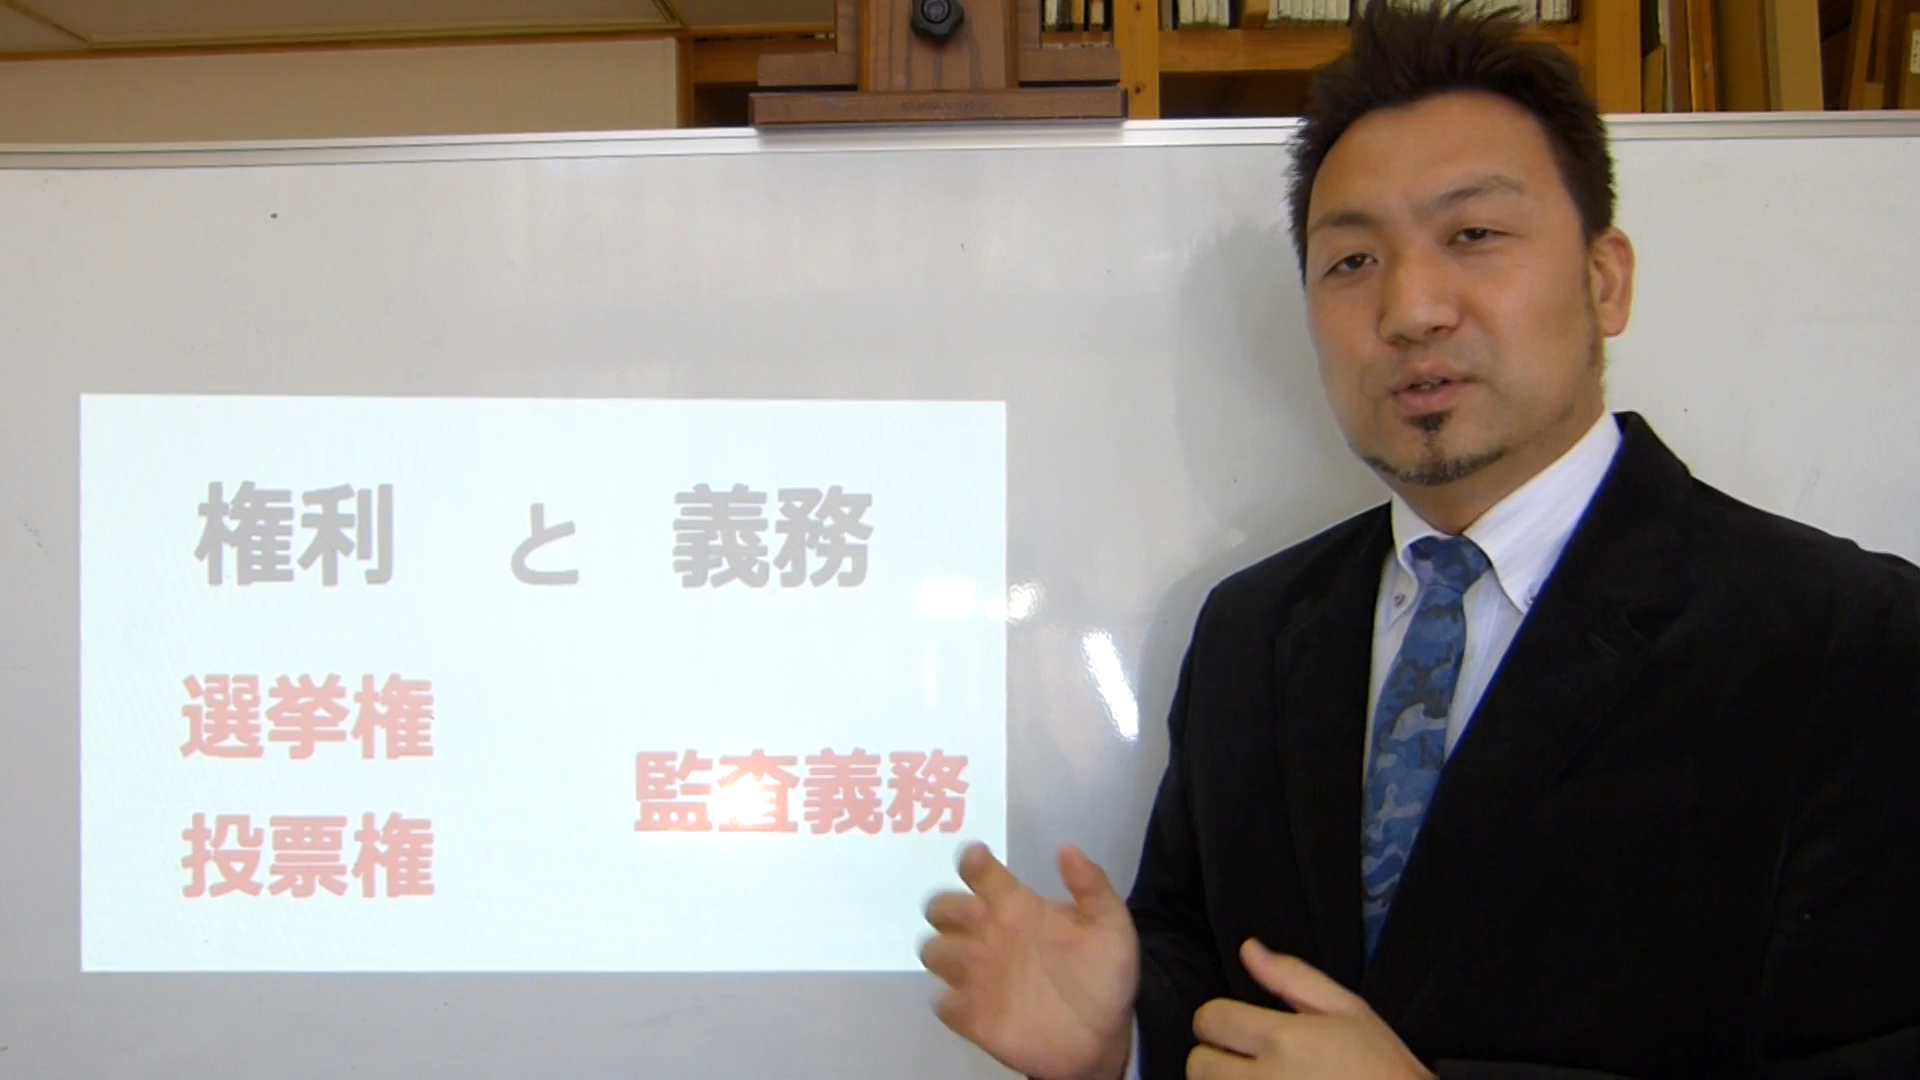 権利 と 義務
選挙権
監査義務
投票権